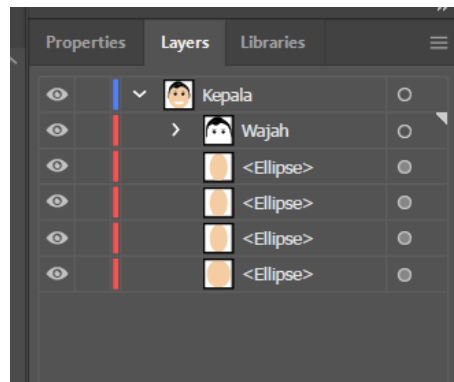 Properties Layers Libraries
Kepala
Wajah
<Ellipse>
<Ellipse>
<Ellipse>
<Ellipse>